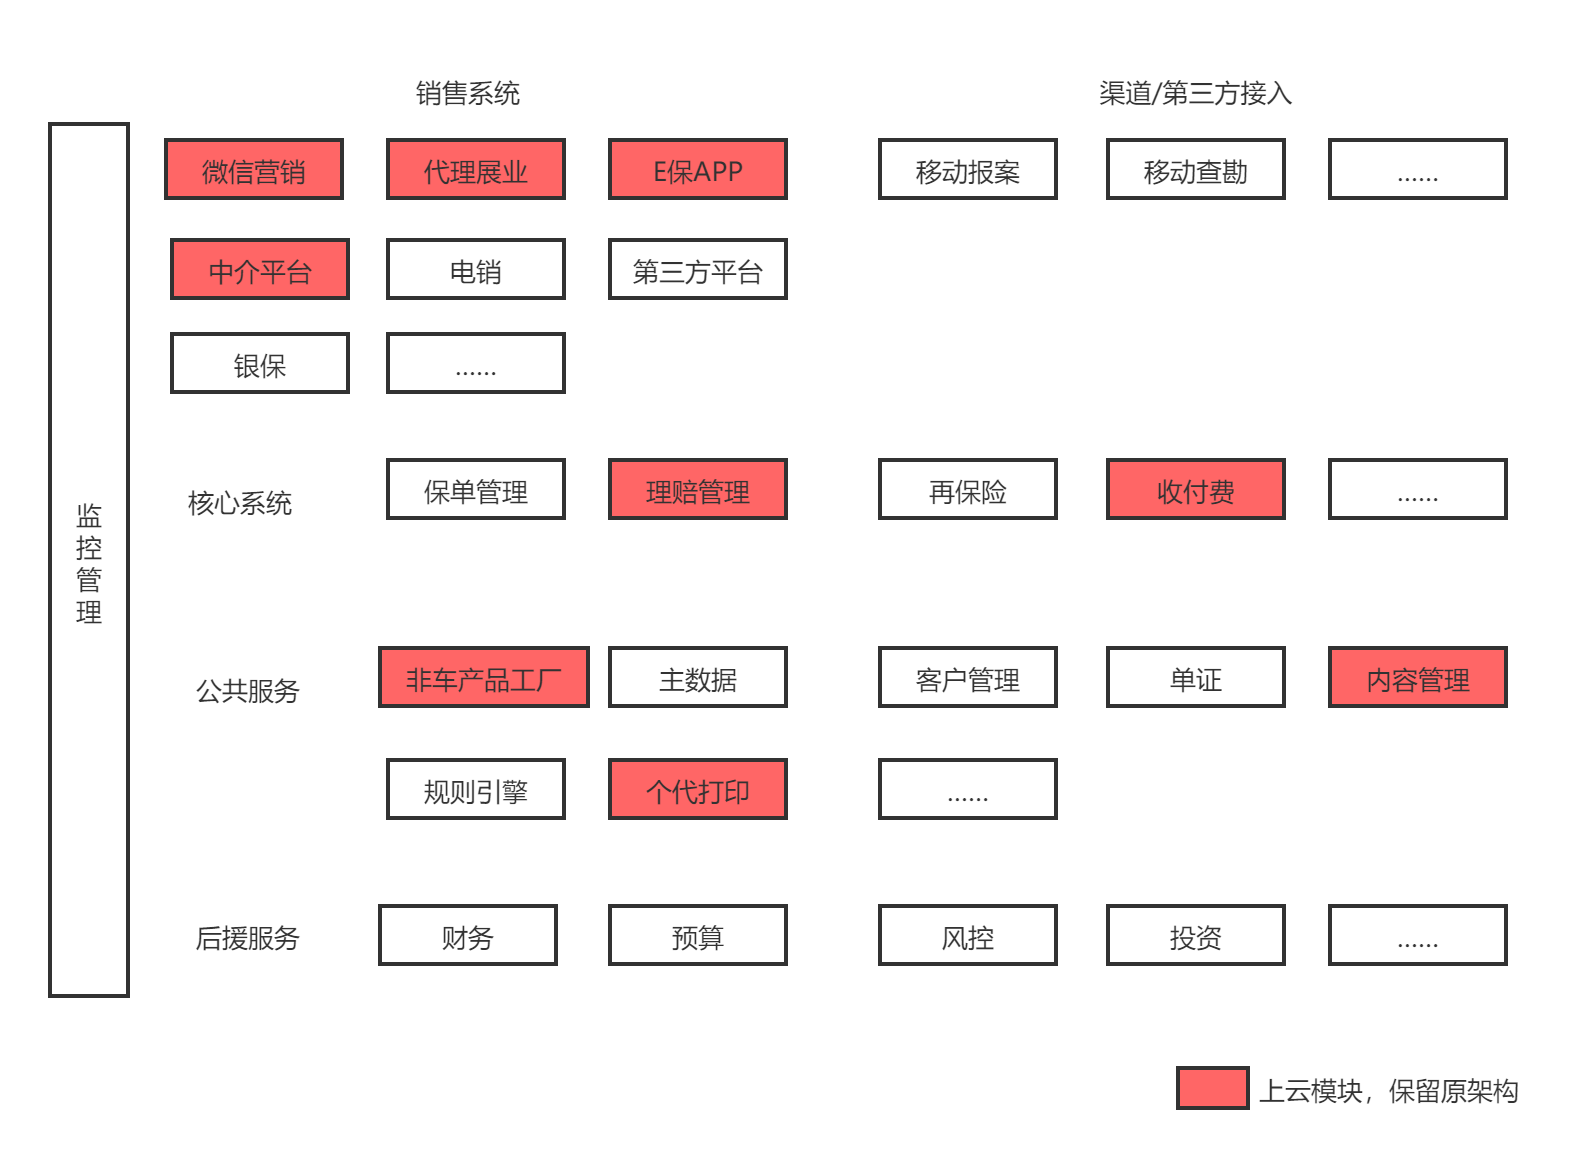 销售系统
渠道/第三方接入
微信营销
代理展业
E保APP
移动报案
移动查勘
......
中介平台
电销
第三方平台
银保
......
监控管理
核心系统
保单管理
理赔管理
再保险
收付费
......
公共服务
非车产品工厂
主数据
客户管理
单证
内容管理
规则引擎
个代打印
......
后援服务
财务
预算
风控
投资
......
上云模块，保留原架构